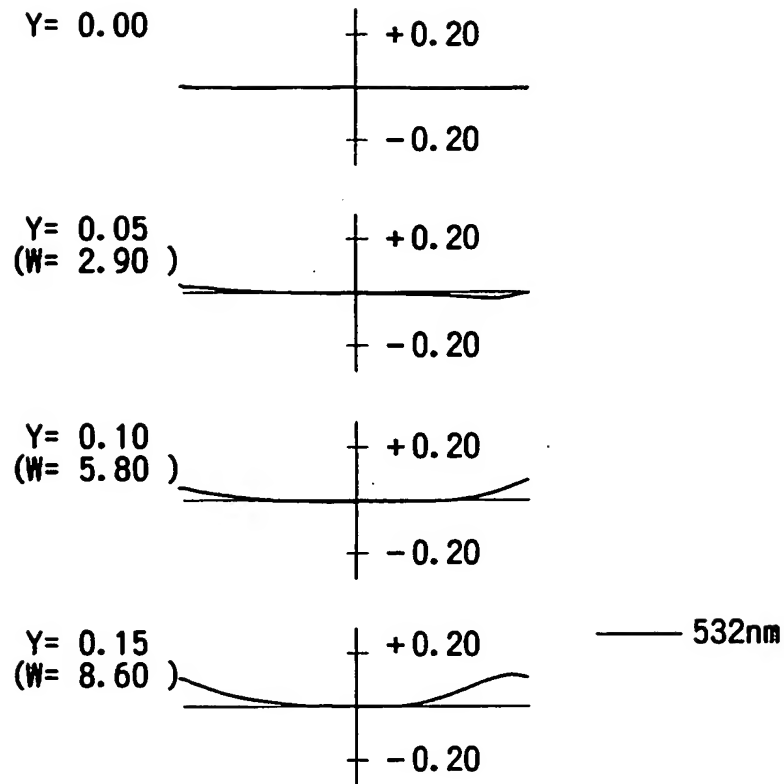 Y= 0.00
+0.20
-0.20
Y= 0.05
(W= 2.90 )
+0.20
-0.20
Y= 0.10
(W= 5.80 )
+0.20
-0.20
Y= 0.15
(W= 8.60 )
+0.20
-0.20
532nm